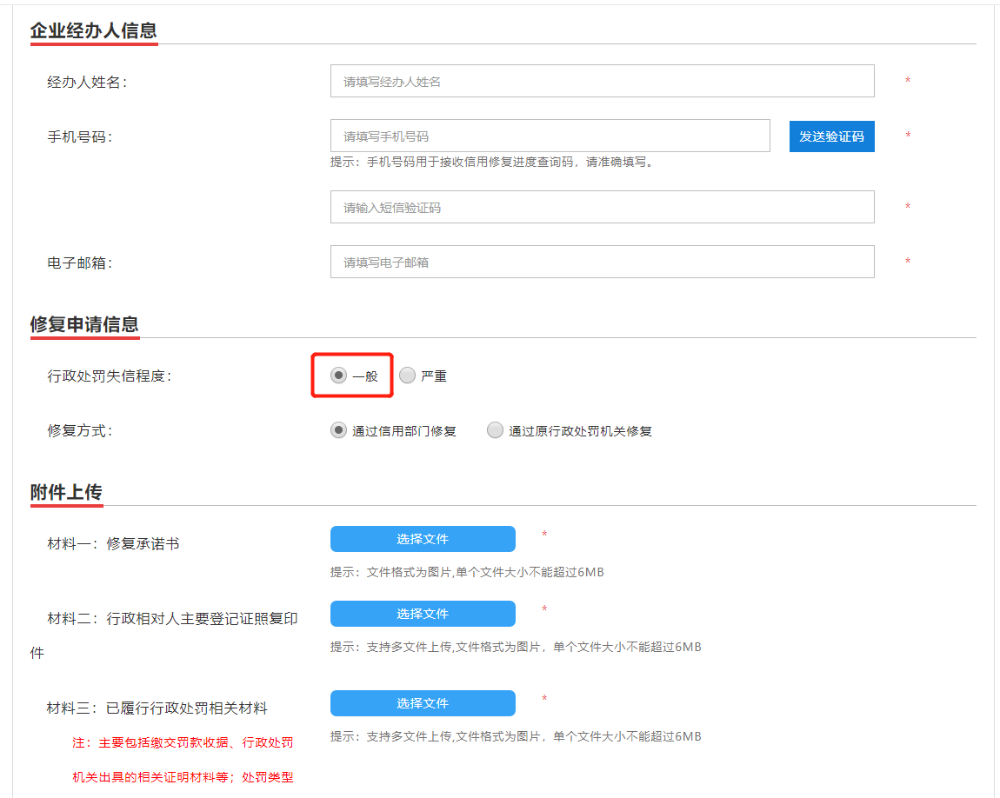 企业经办人信息
经办人姓名：
请填写经办人姓名
*
手机号码：
请填写手机号码
发送验证码
*
提示：手机号码用于接收信用修复进度查询码，请准确填写。
请输入短信验证码
*
电子邮箱：
请填写电子邮箱
*
修复申请信息
行政处罚失信程度：
一般
严重
修复方式：
通过信用部门修复
通过原行政处罚机关修复
附件上传
材料一：修复承诺书
选择文件
*
提示：文件格式为图片,单个文件大小不能超过6MB
材料二：行政相对人主要登记证照复印
件
选择文件
*
提示：支持多文件上传,文件格式为图片，单个文件大小不能超过6MB
材料三：已履行行政处罚相关材料
选择文件
*
提示：支持多文件上传,文件格式为图片，单个文件大小不能超过6MB
注：主要包括缴交罚款收据、行政处罚
机关出具的相关证明材料等；处罚类型